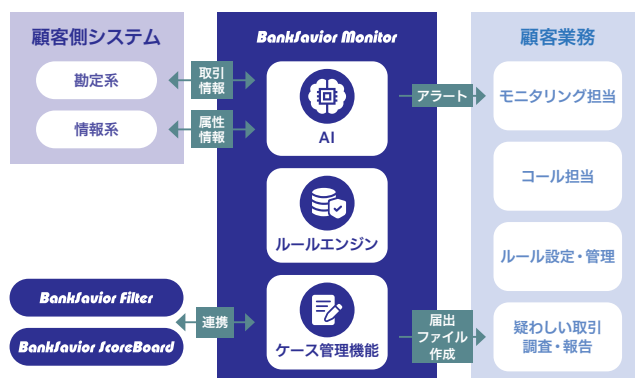 顧客側システム
勘定系
情報系
取引
情報
属性
情報
BankSavior Monitor
AI
ルールエンジン
ケース管理機能
BankSavior Filter
BankSavior ScoreBoard
連携
アラート
届出
ファイル
作成
顧客業務
モニタリング担当
コール担当
ルール設定・管理
疑わしい取引
調査・報告